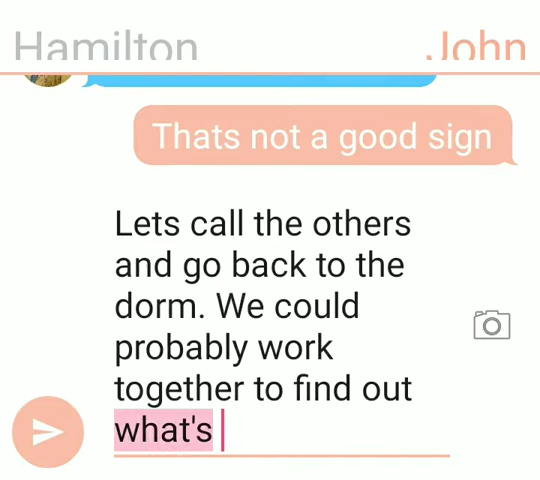 Hamilton
John
Thats not a good sign
Lets call the others
and go back to the
dorm. We could
probably work
together to find out
what's